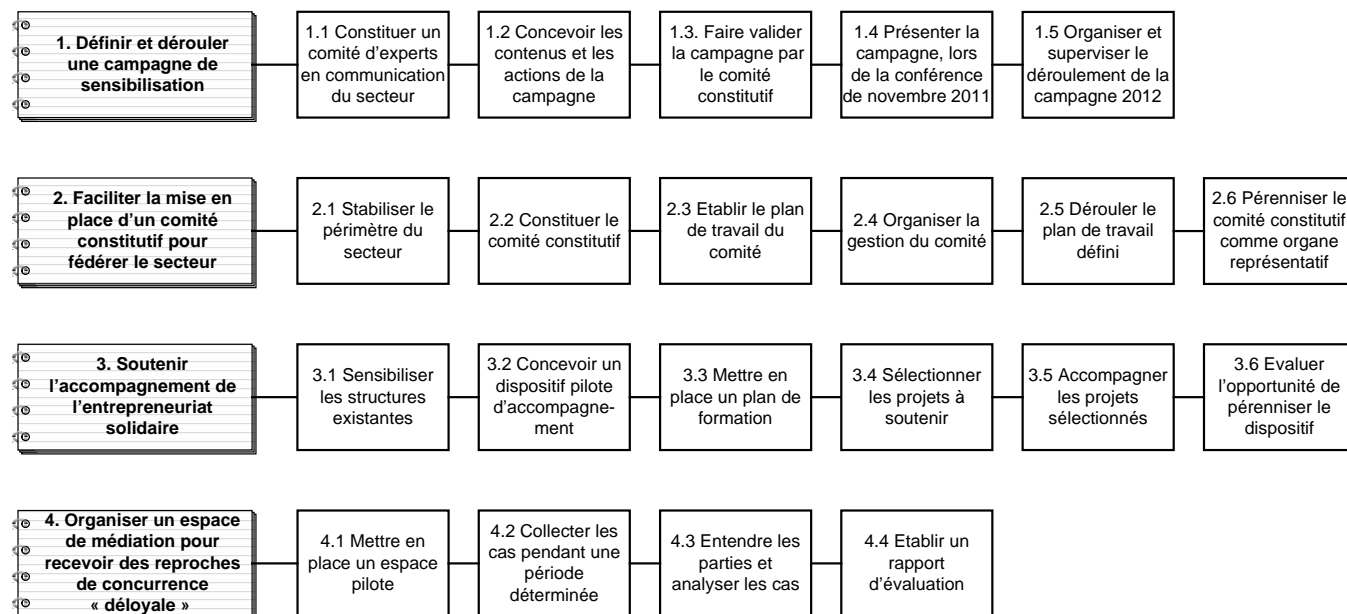 1. Définir et dérouler
une campagne de
sensibilisation
1.1 Constituer un
comité d’experts
en communication
du secteur
1.2 Concevoir les
contenus et les
actions de la
campagne
1.3. Faire valider
la campagne par
le comité
constitutif
1.4 Présenter la
campagne, lors
de la conférence
de novembre 2011
1.5 Organiser et
superviser le
déroulement de la
campagne 2012
2. Faciliter la mise en
place d’un comité
constitutif pour
fédérer le secteur
2.1 Stabiliser le
périmètre du
secteur
2.2 Constituer le
comité constitutif
2.3 Etablir le plan
de travail du
comité
2.4 Organiser la
gestion du comité
2.5 Dérouler le
plan de travail
défini
2.6 Pérenniser le
comité constitutif
comme organe
représentatif
3. Soutenir
l’accompagnement de
l’entrepreneuriat
solidaire
3.1 Sensibiliser
les structures
existantes
3.2 Concevoir un
dispositif pilote
d’accompagne-
ment
3.3 Mettre en
place un plan de
formation
3.4 Sélectionner
les projets à
soutenir
3.5 Accompagner
les projets
sélectionnés
3.6 Evaluer
l’opportunité de
pérenniser le
dispositif
4. Organiser un espace
de médiation pour
recevoir des reproches
de concurrence
« déloyale »
4.1 Mettre en
place un espace
pilote
4.2 Collecter les
cas pendant une
période
déterminée
4.3 Entendre les
parties et
analyser les cas
4.4 Etablir un
rapport
d’évaluation